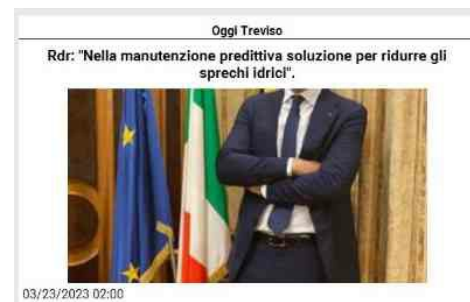 Oggi Treviso
Rdr: "Nella manutenzione predittiva soluzione per ridurre gli
sprechi idrici".
03/23/2023 02:00